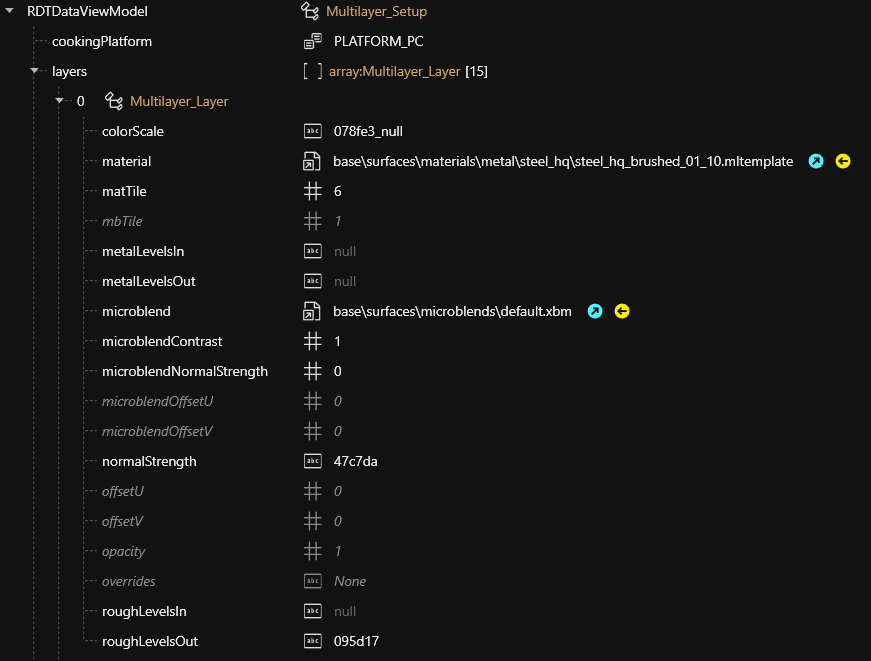 RDTDataViewModel Multilayer_Setup
cookingPlatform PLATFORM_PC
layers [ ] array:Multilayer_Layer [15]
0 Multilayer_Layer
colorScale abc 078fe3_null
material base\surfaces\materials\metal\steel_hq\steel_hq_brushed_01_10.mltemplate
matTile 6
mbTile 1
metalLevelsIn abc null
metalLevelsOut abc null
microblend base\surfaces\microblends\default.xbm
microblendContrast 1
microblendNormalStrength 0
microblendOffsetU 0
microblendOffsetV 0
normalStrength abc 47c7da
offsetU 0
offsetV 0
opacity 1
overrides abc None
roughLevelsIn abc null
roughLevelsOut abc 095d17